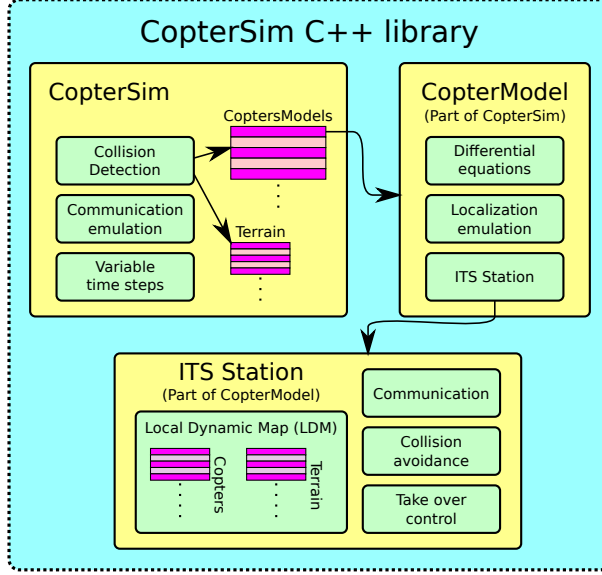 CopterSim C++ library
CopterSim
CoptersModels
Collision
Detection
Communication
emulation
Terrain
Variable
time steps
CopterModel
(Part of CopterSim)
Differential
equations
Localization
emulation
ITS Station
ITS Station
(Part of CopterModel)
Local Dynamic Map (LDM)
Copters
Terrain
Communication
Collision
avoidance
Take over
control